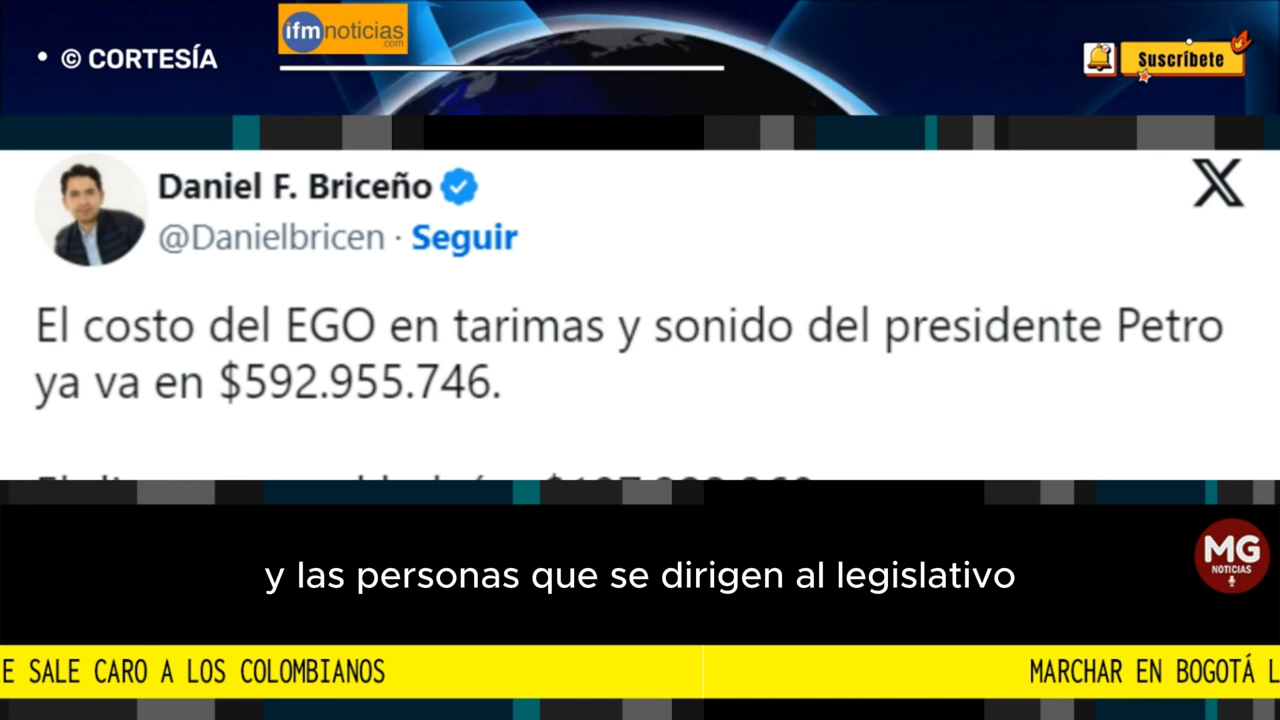 © CORTESÍA
ifmnoticias
.com
Suscríbete
Daniel F. Briceño
X
@Danielbricen · Seguir
El costo del EGO en tarimas y sonido del presidente Petro
ya va en $592.955.746.
y las personas que se dirigen al legislativo
MG
NOTICIAS
E SALE CARO A LOS COLOMBIANOS
MARCHAR EN BOGOTÁ L